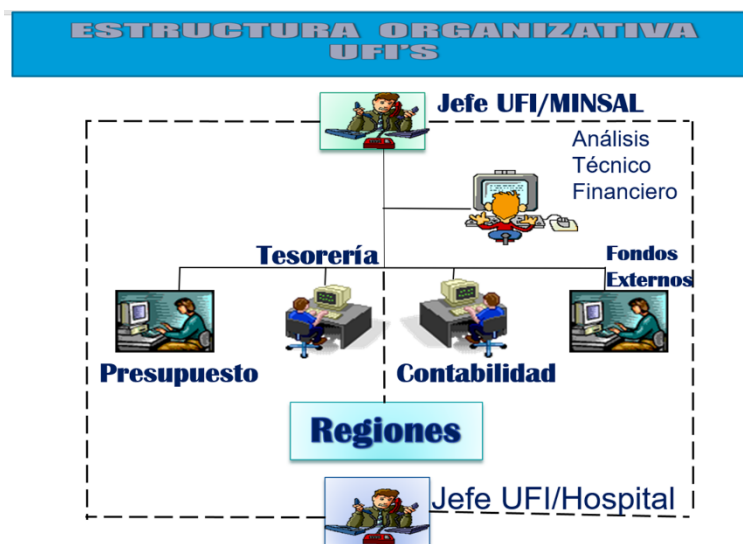 ESTRUCTURA ORGANIZATIVA
UFI'S
Jefe UFI/MINSAL
Análisis
Técnico
Financiero
Tesorería
Fondos
Externos
Presupuesto
Contabilidad
Regiones
Jefe UFI/Hospital